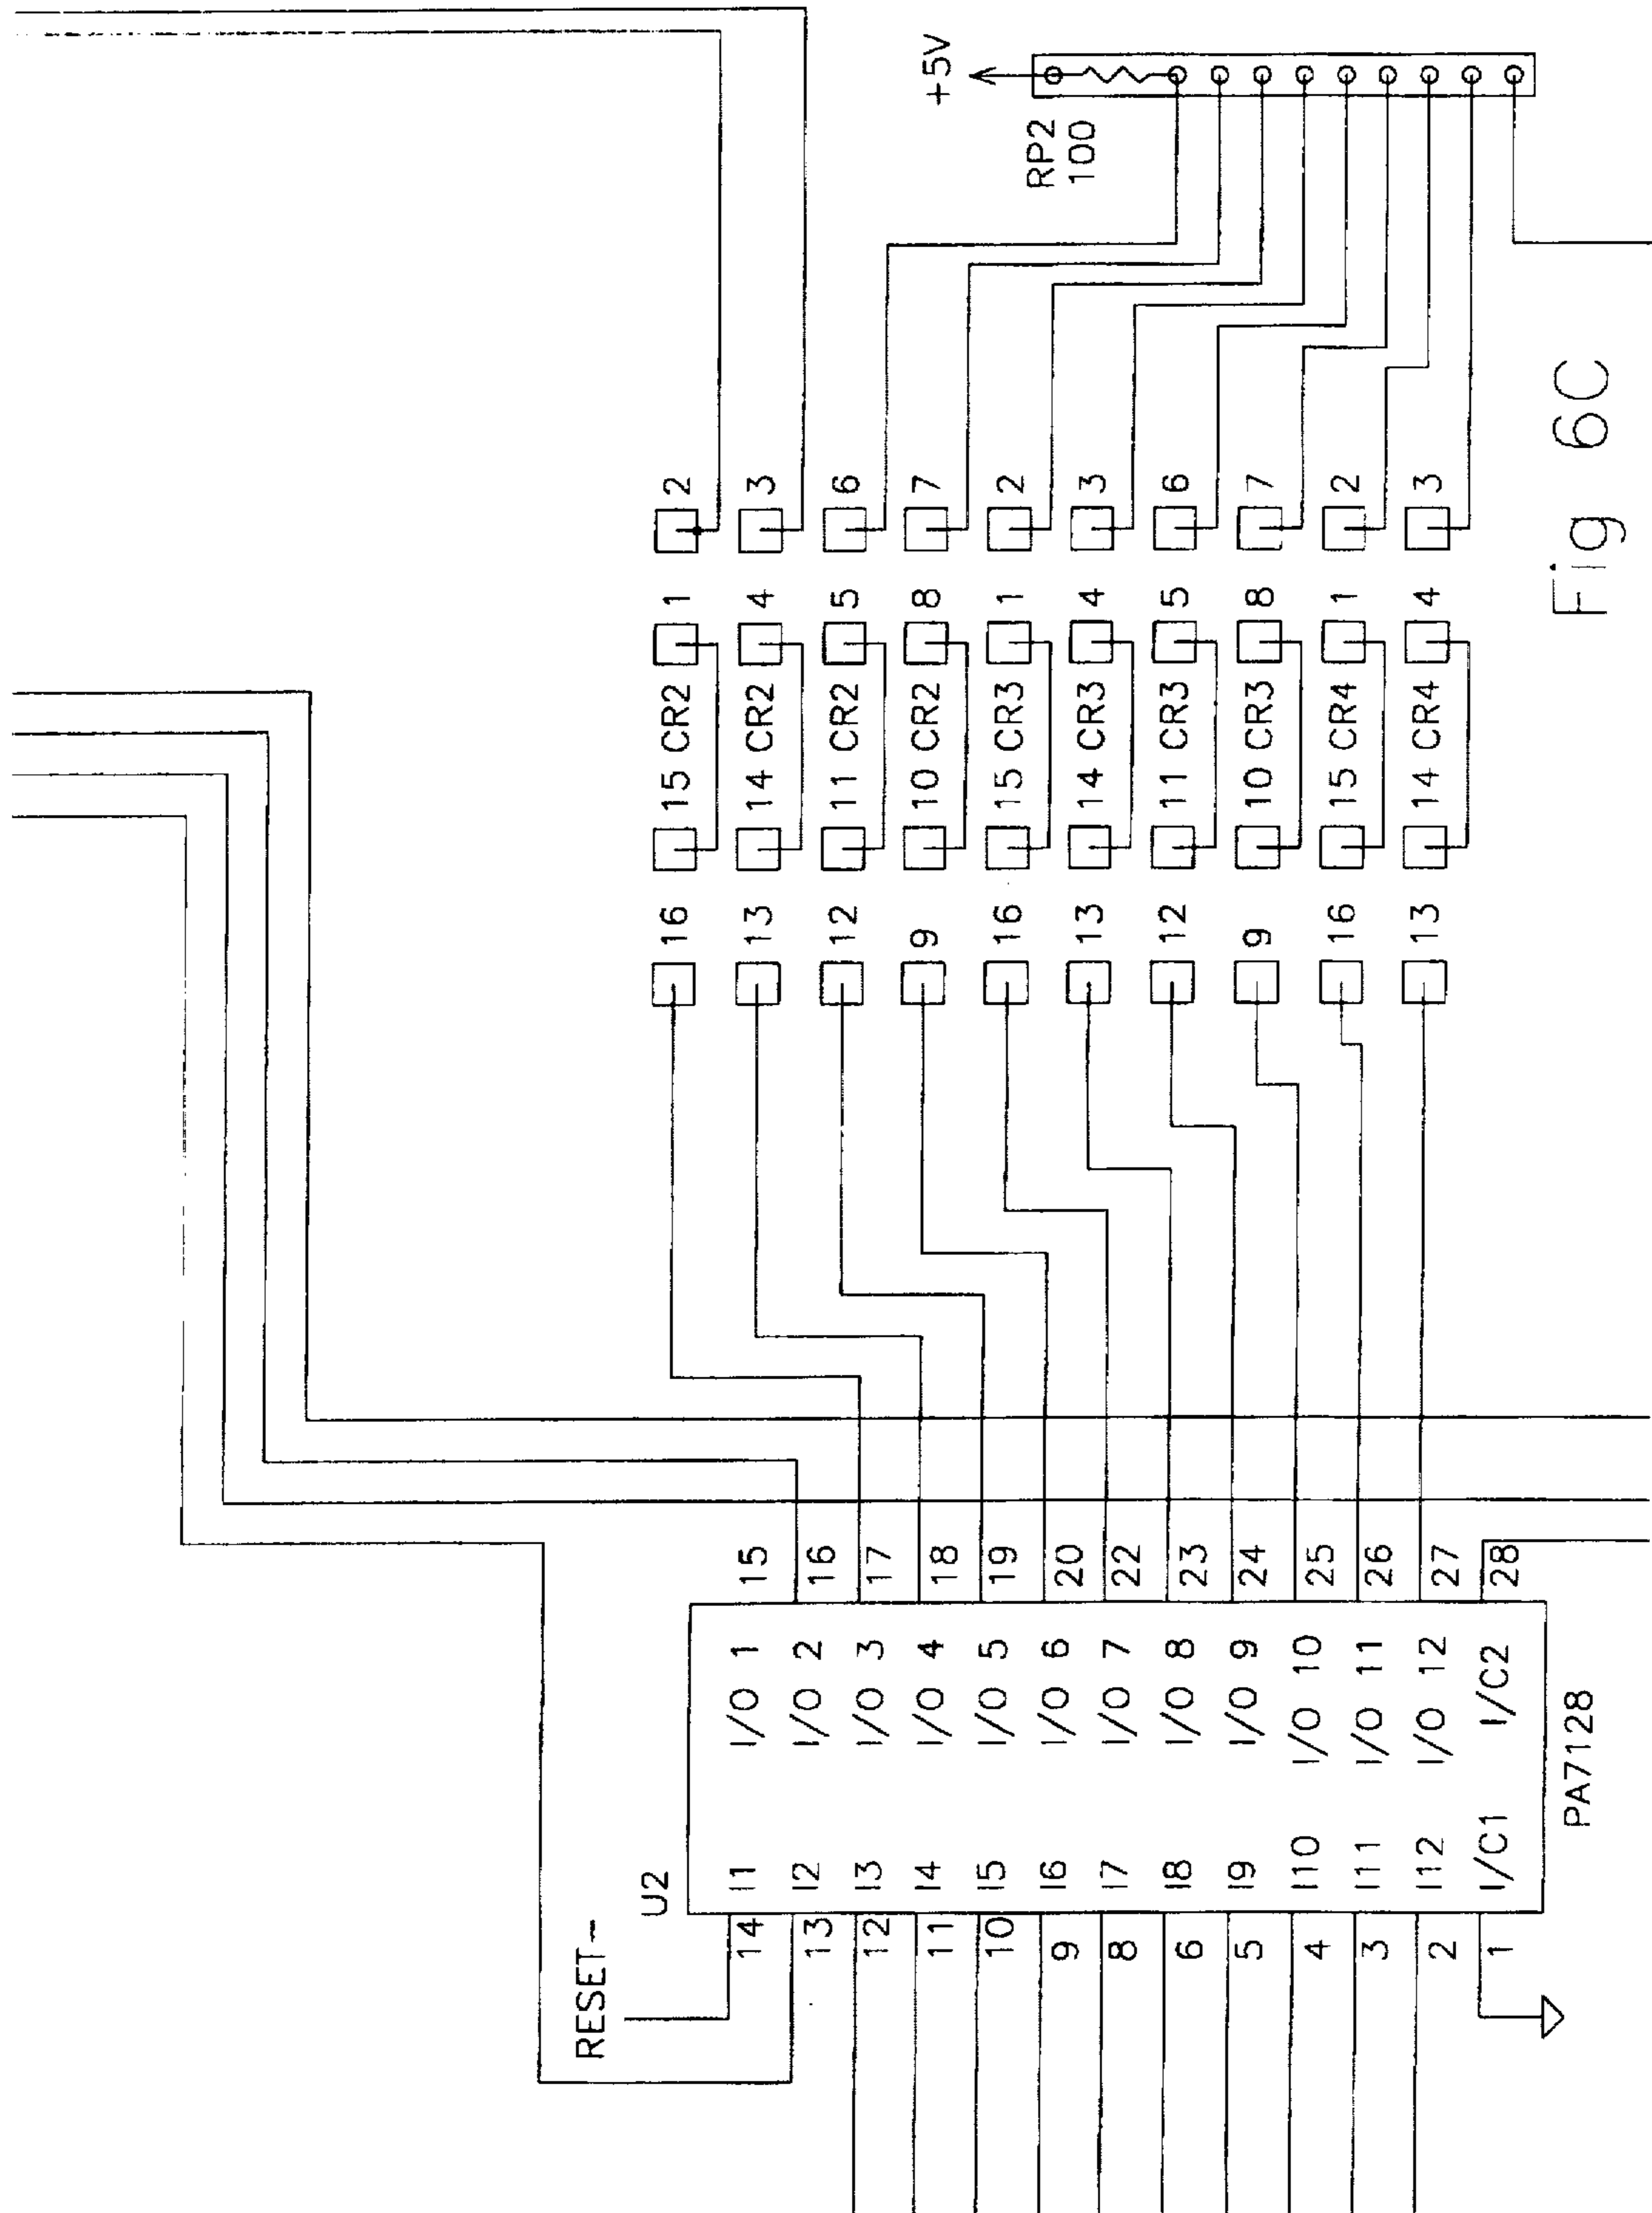 +5V
RP2
100
16 15 CR2 1 2
13 14 CR2 4 3
12 11 CR2 5 6
9 10 CR2 8 7
16 15 CR3 1 2
13 14 CR3 4 3
12 11 CR3 5 6
9 10 CR3 8 7
16 15 CR4 1 2
13 14 CR4 4 3
RESET-
U2
14 I1 I/O 1 15
13 I2 I/O 2 16
12 I3 I/O 3 17
11 I4 I/O 4 18
10 I5 I/O 5 19
9 I6 I/O 6 20
8 I7 I/O 7 22
6 I8 I/O 8 23
5 I9 I/O 9 24
4 I10 I/O 10 25
3 I11 I/O 11 26
2 I12 I/O 12 27
1 I/C1 I/C2 28
PA7128
Fig 6C